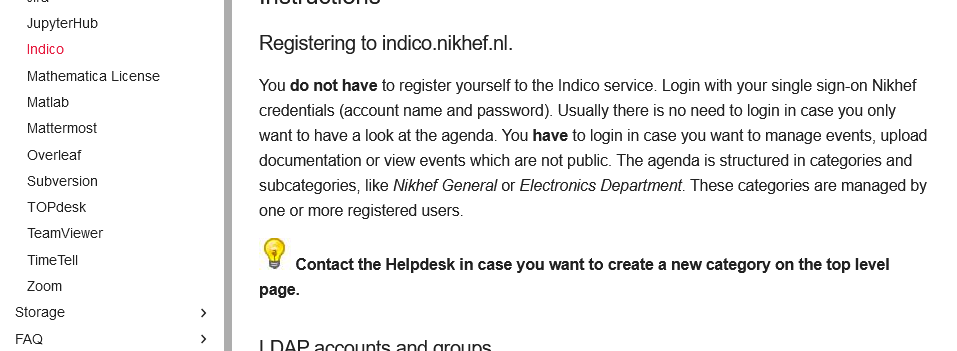 Jira
JupyterHub
Indico
Mathematica License
Matlab
Mattermost
Overleaf
Subversion
TOPdesk
TeamViewer
TimeTell
Zoom
Storage
FAQ
Instructions
Registering to indico.nikhef.nl.
You do not have to register yourself to the Indico service. Login with your single sign-on Nikhef
credentials (account name and password). Usually there is no need to login in case you only
want to have a look at the agenda. You have to login in case you want to manage events, upload
documentation or view events which are not public. The agenda is structured in categories and
subcategories, like Nikhef General or Electronics Department. These categories are managed by
one or more registered users.
Contact the Helpdesk in case you want to create a new category on the top level
page.
LDAP accounts and groups